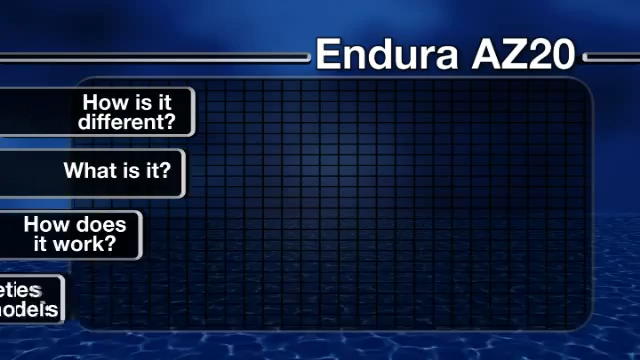 Endura AZ20
How is it
different?
What is it?
How does
it work?